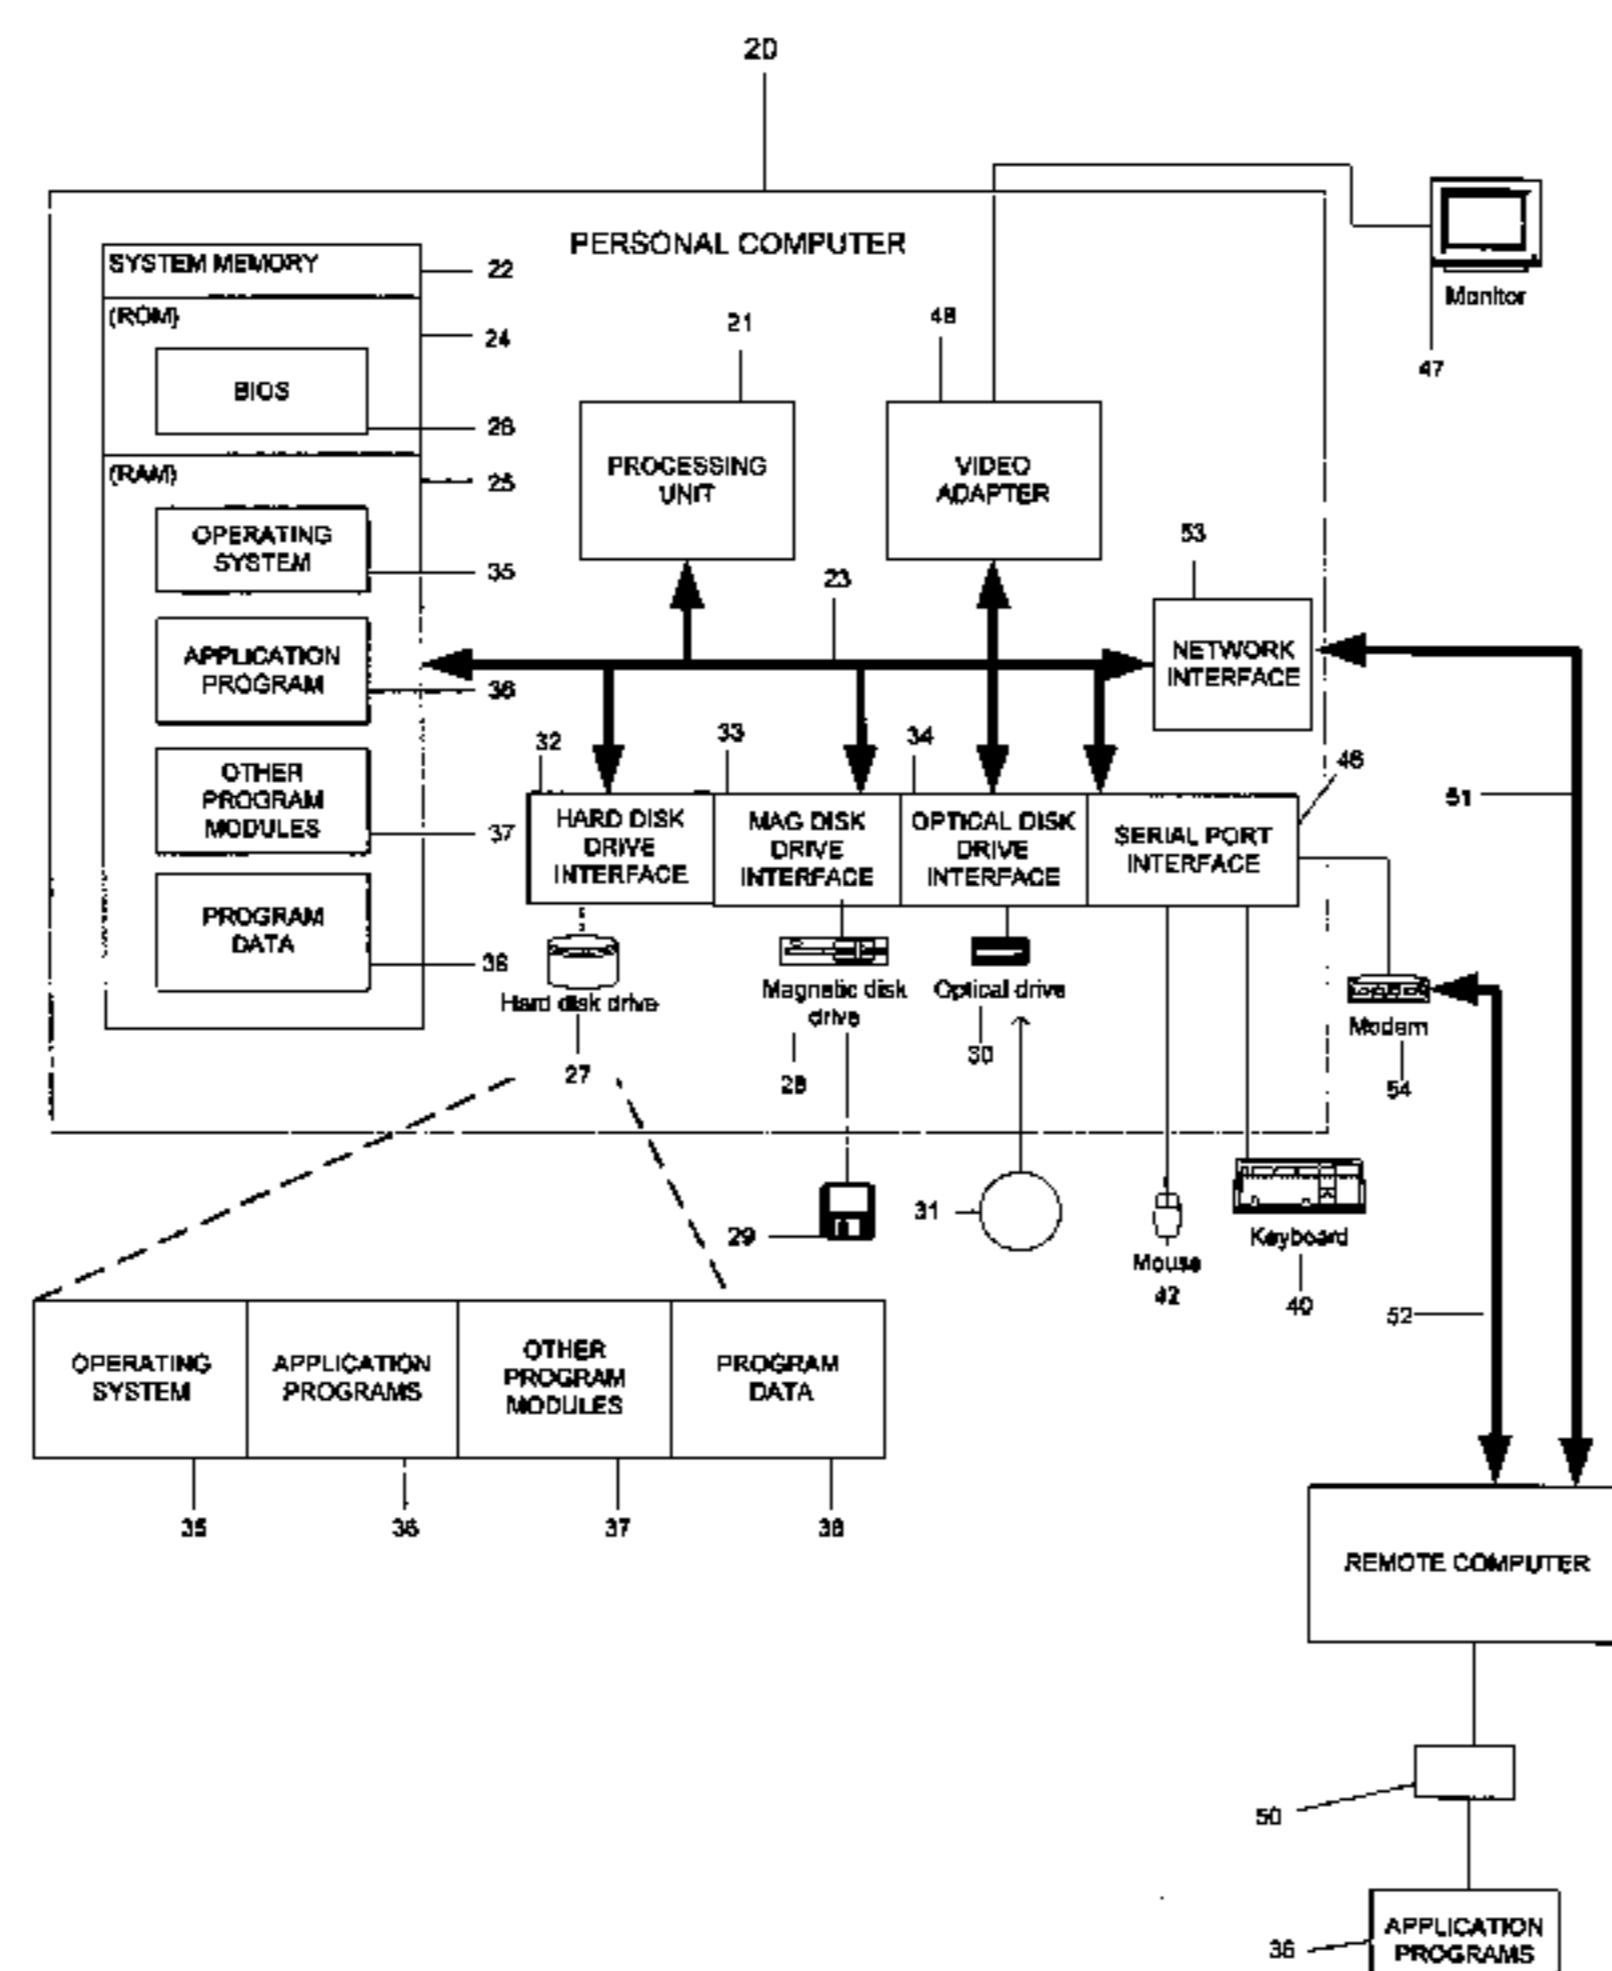 20
PERSONAL COMPUTER
SYSTEM MEMORY
22
(ROM)
24
BIOS
26
(RAM)
25
OPERATING
SYSTEM
35
APPLICATION
PROGRAM
36
OTHER
PROGRAM
MODULES
37
PROGRAM
DATA
38
21
PROCESSING
UNIT
48
VIDEO
ADAPTER
Monitor
47
23
53
NETWORK
INTERFACE
32
HARD DISK
DRIVE
INTERFACE
33
MAG DISK
DRIVE
INTERFACE
34
OPTICAL DISK
DRIVE
INTERFACE
46
SERIAL PORT
INTERFACE
51
Hard disk drive
27
Magnetic disk
drive
28
Optical drive
30
Modem
54
29
31
Mouse
42
Keyboard
40
52
OPERATING
SYSTEM
APPLICATION
PROGRAMS
OTHER
PROGRAM
MODULES
PROGRAM
DATA
35
36
37
38
REMOTE COMPUTER
50
36
APPLICATION
PROGRAMS